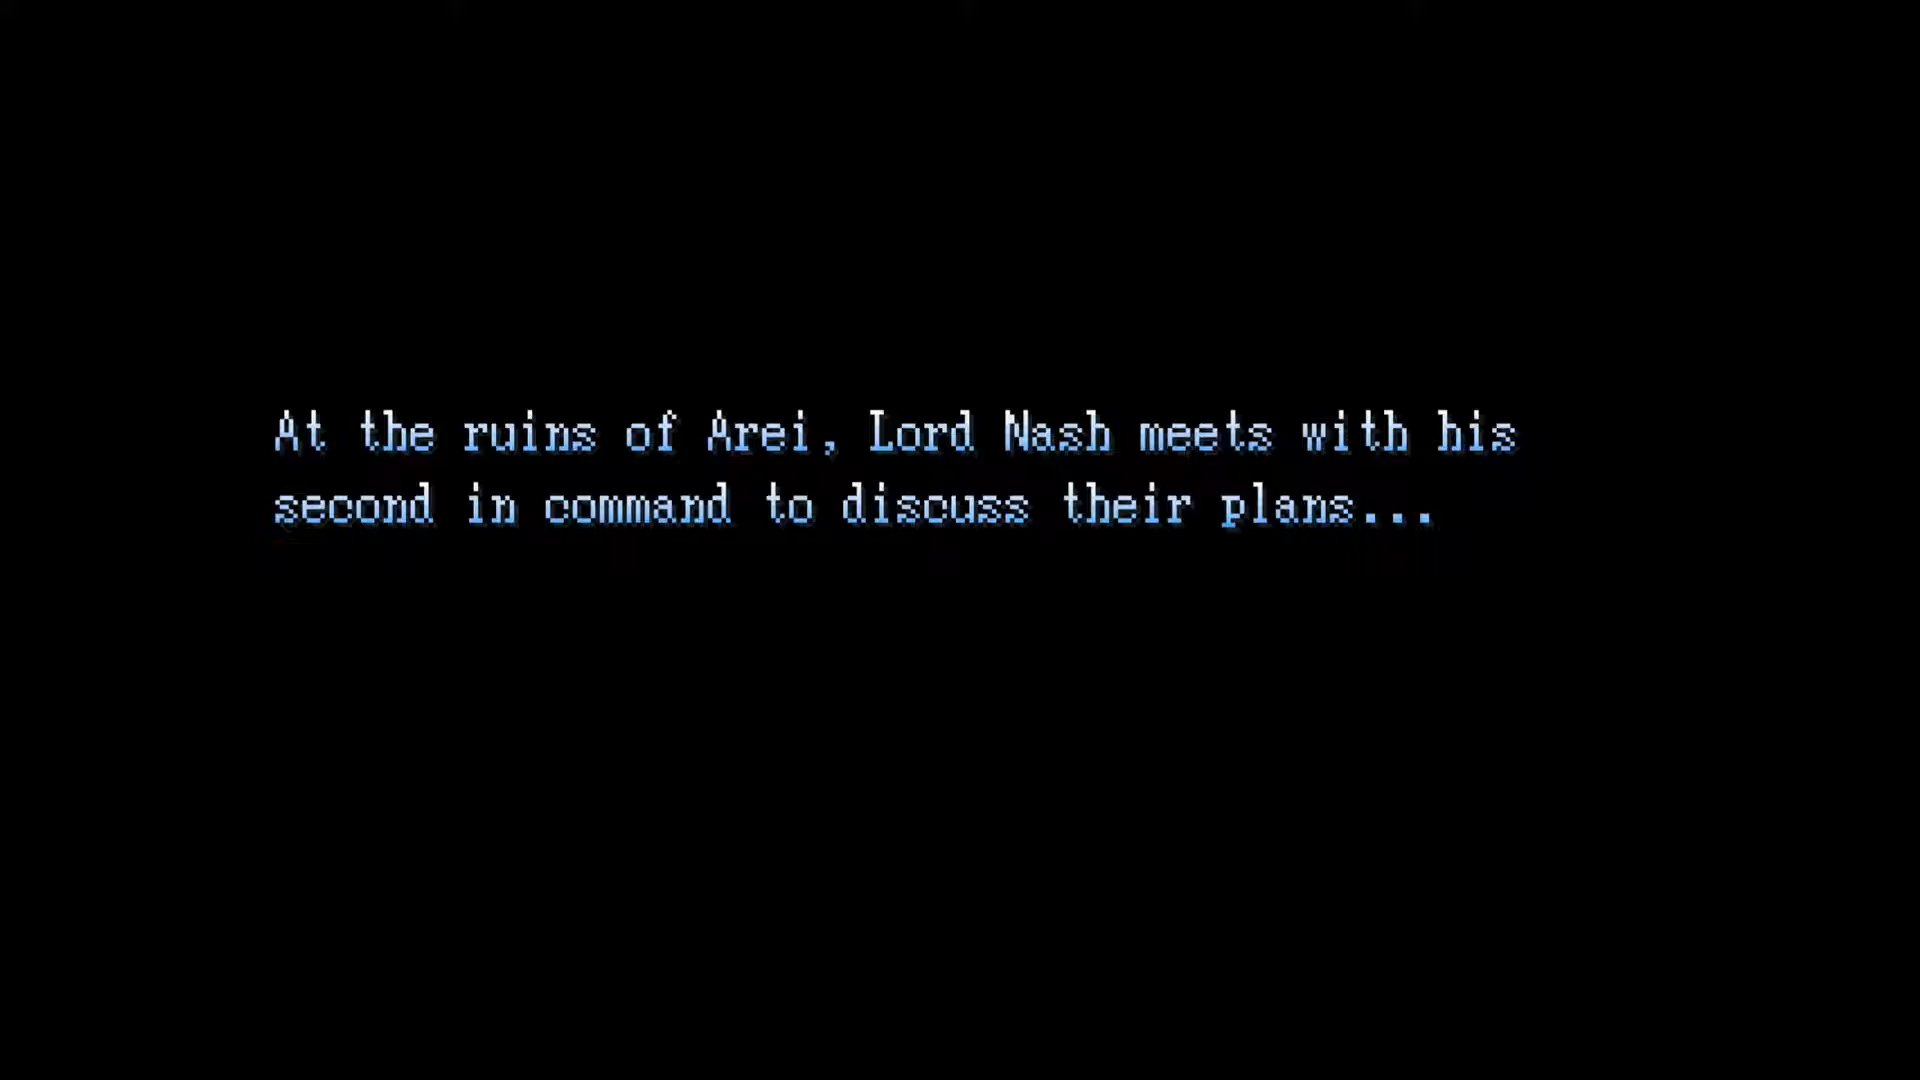 At the ruins of Arei, Lord Nash meets with his
second in command to discuss their plans...